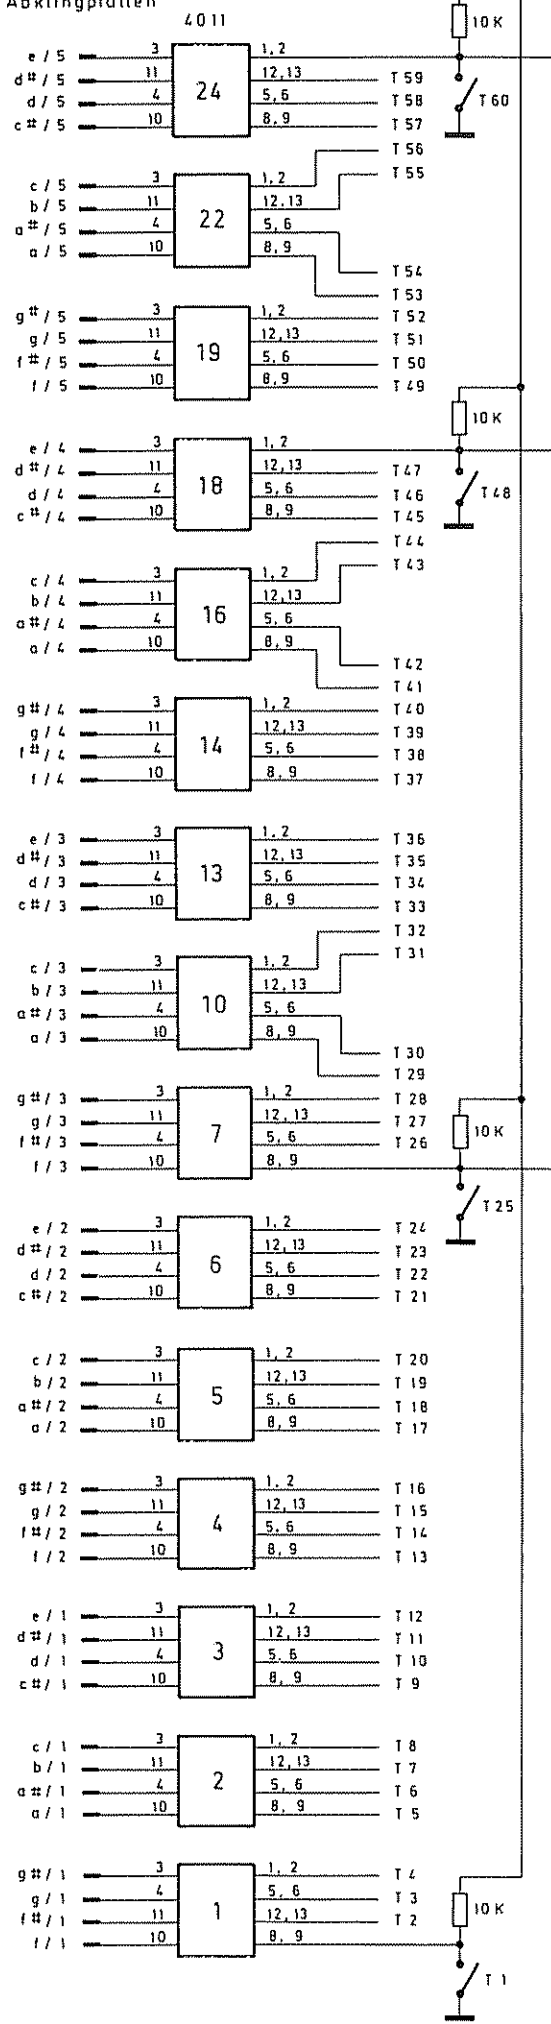 Abklingplatten
4011
10K
e / 5 3 1, 2
d# / 5 11 12,13 T 59
d / 5 4 24 5,6 T 58 T 60
c# / 5 10 8, 9 T 57
T 56
T 55
c / 5 3 1, 2
b / 5 11 12,13
a# / 5 4 22 5, 6
a / 5 10 8, 9
T 54
T 53
g# / 5 3 1, 2 T 52
g / 5 11 12,13 T 51
f# / 5 4 19 5, 6 T 50
f / 5 10 8, 9 T 49
10K
e / 4 3 1, 2
d# / 4 11 12,13 T 47
d / 4 4 18 5, 6 T 46 T 48
c# / 4 10 8, 9 T 45
T 44
T 43
c / 4 3 1, 2
b / 4 11 12,13
a# / 4 4 16 5, 6
a / 4 10 8, 9
T 42
T 41
g# / 4 3 1, 2 T 40
g / 4 11 12,13 T 39
f# / 4 4 14 5, 6 T 38
f / 4 10 8, 9 T 37
e / 3 3 1, 2 T 36
d# / 3 11 12, 13 T 35
d / 3 4 13 5, 6 T 34
c# / 3 10 8, 9 T 33
T 32
T 31
c / 3 3 1, 2
b / 3 11 12,13
a# / 3 4 10 5, 6
a / 3 10 8, 9
T 30
T 29
g# / 3 3 1, 2 T 28
g / 3 11 12, 13 T 27
f# / 3 4 7 5, 6 T 26 10K
f / 3 10 8, 9
T 25
e / 2 3 1, 2 T 24
d# / 2 11 12,13 T 23
d / 2 4 6 5, 6 T 22
c# / 2 10 8, 9 T 21
c / 2 3 1, 2 T 20
b / 2 11 12,13 T 19
a# / 2 4 5 5, 6 T 18
a / 2 10 8, 9 T 17
g# / 2 3 1, 2 T 16
g / 2 11 12, 13 T 15
f# / 2 4 4 5, 6 T 14
f / 2 10 8, 9 T 13
e / 1 3 1, 2 T 12
d# / 1 11 12, 13 T 11
d / 1 4 3 5, 6 T 10
c# / 1 10 8, 9 T 9
c / 1 3 1, 2 T 8
b / 1 11 12, 13 T 7
a# / 1 4 2 5, 6 T 6
a / 1 10 8, 9 T 5
g# / 1 3 1, 2 T 4
g / 1 4 5, 6 T 3
f# / 1 11 1 12,13 T 2 10K
f / 1 10 8, 9
T 1